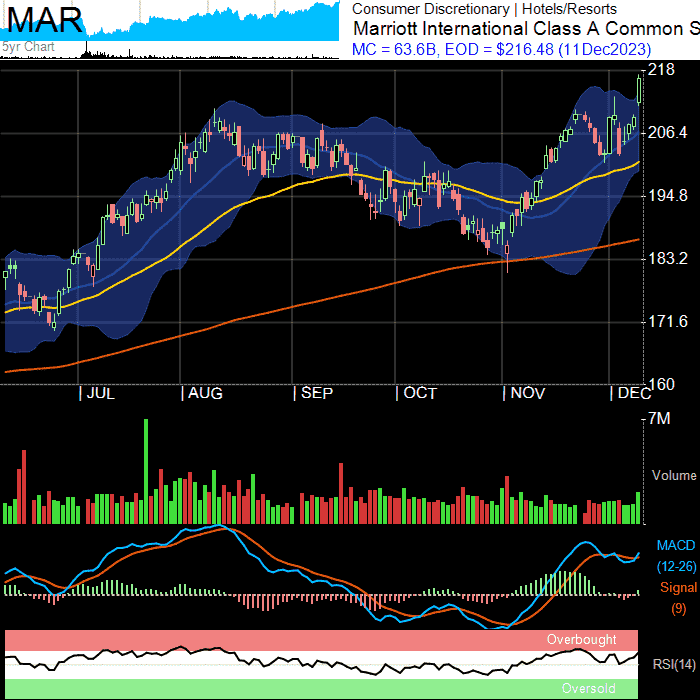 MAR
5yr Chart
Consumer Discretionary | Hotels/Resorts
Marriott International Class A Common S
MC = 63.6B, EOD = $216.48 (11Dec2023)
218
206.4
194.8
183.2
171.6
160
| JUL | AUG | SEP | OCT | NOV | DEC
7M
Volume
MACD
(12-26)
Signal
(9)
Overbought
RSI(14)
Oversold